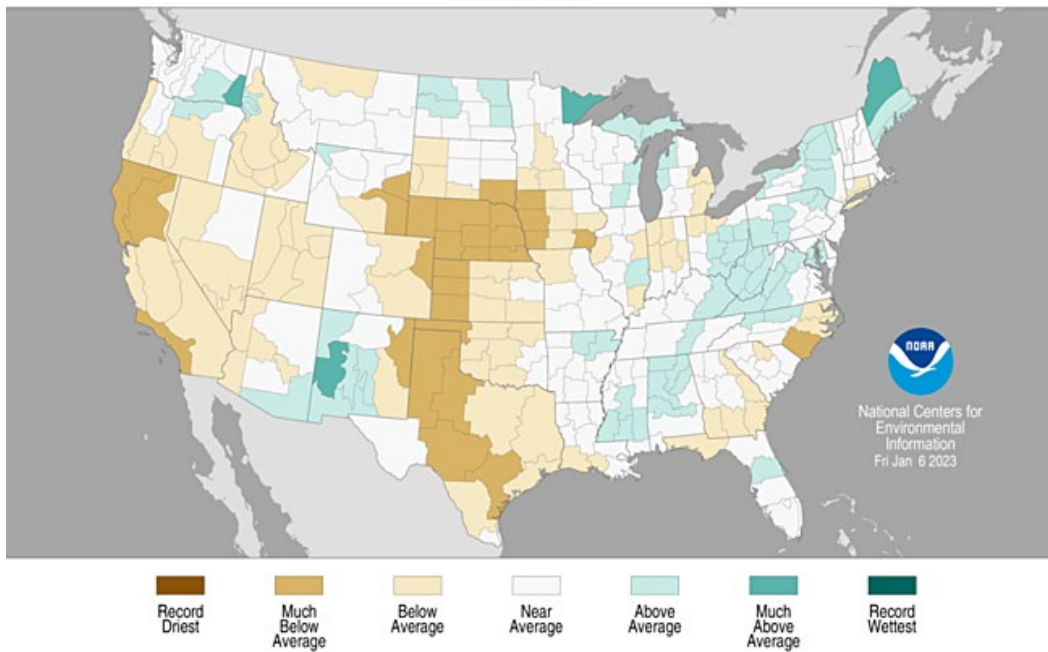 NOAA
National Centers for
Environmental
Information
Fri Jan 6 2023
Record
Driest
Much
Below
Average
Below
Average
Near
Average
Above
Average
Much
Above
Average
Record
Wettest